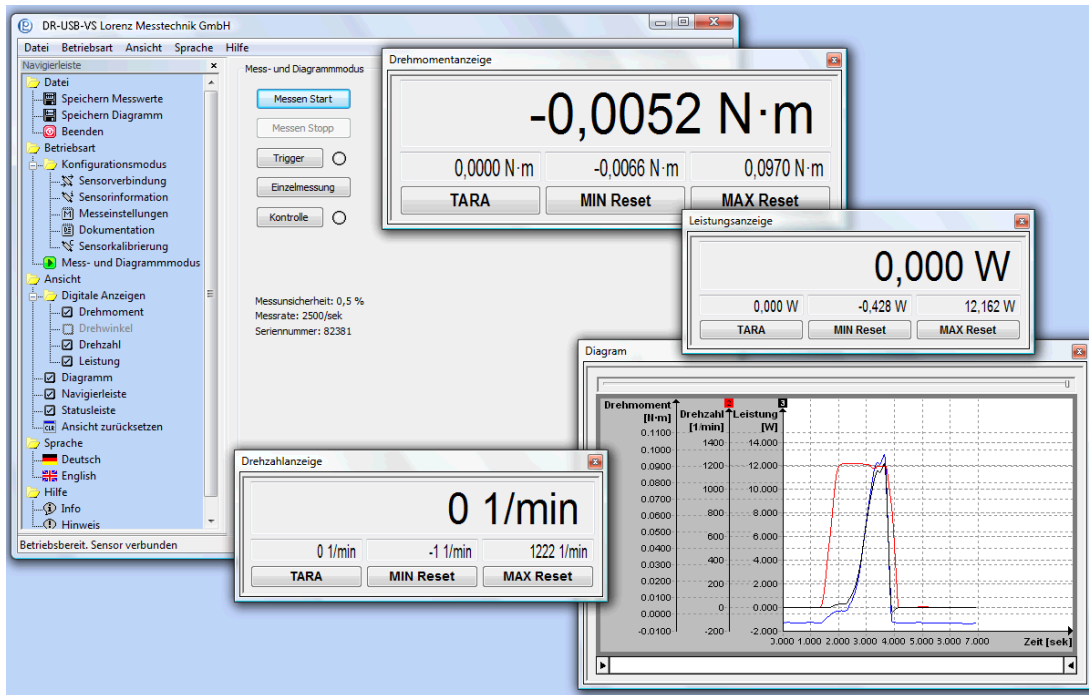 DR-USB-VS Lorenz Messtechnik GmbH
Datei Betriebsart Ansicht Sprache Hilfe
Navigierleiste
Datei
Speichern Messwerte
Speichern Diagramm
Beenden
Betriebsart
Konfigurationsmodus
Sensorverbindung
Sensorinformation
Messeinstellungen
Dokumentation
Sensorkalibrierung
Mess- und Diagrammmodus
Ansicht
Digitale Anzeigen
Drehmoment
Drehwinkel
Drehzahl
Leistung
Diagramm
Navigierleiste
Statusleiste
CLR Ansicht zurücksetzen
Sprache
Deutsch
English
Hilfe
Info
Hinweis
Betriebsbereit. Sensor verbunden
Mess- und Diagrammmodus
Messen Start
Messen Stopp
Trigger
Einzelmessung
Kontrolle
Messunsicherheit: 0,5 %
Messrate: 2500/sek
Seriennummer: 82381
Drehmomentanzeige
-0,0052 N·m
0,0000 N·m -0,0066 N·m 0,0970 N·m
TARA MIN Reset MAX Reset
Leistungsanzeige
0,000 W
0,000 W -0,428 W 12,162 W
TARA MIN Reset MAX Reset
Drehzahlanzeige
0 1/min
0 1/min -1 1/min 1222 1/min
TARA MIN Reset MAX Reset
Diagram
Drehmoment [N·m]
2
Drehzahl [1/min]
3
Leistung [W]
0.1100
0.1000 1400 14.000
0.0900 1200 12.000
0.0800
0.0700 1000 10.000
0.0600 800 8.000
0.0500 600 6.000
0.0400
0.0300 400 4.000
0.0200 200 2.000
0.0100
0.0000 0 0.000
-0.0100 -200 -2.000
3.000 1.000 2.000 3.000 4.000 5.000 3.000 7.000
Zeit [sek]